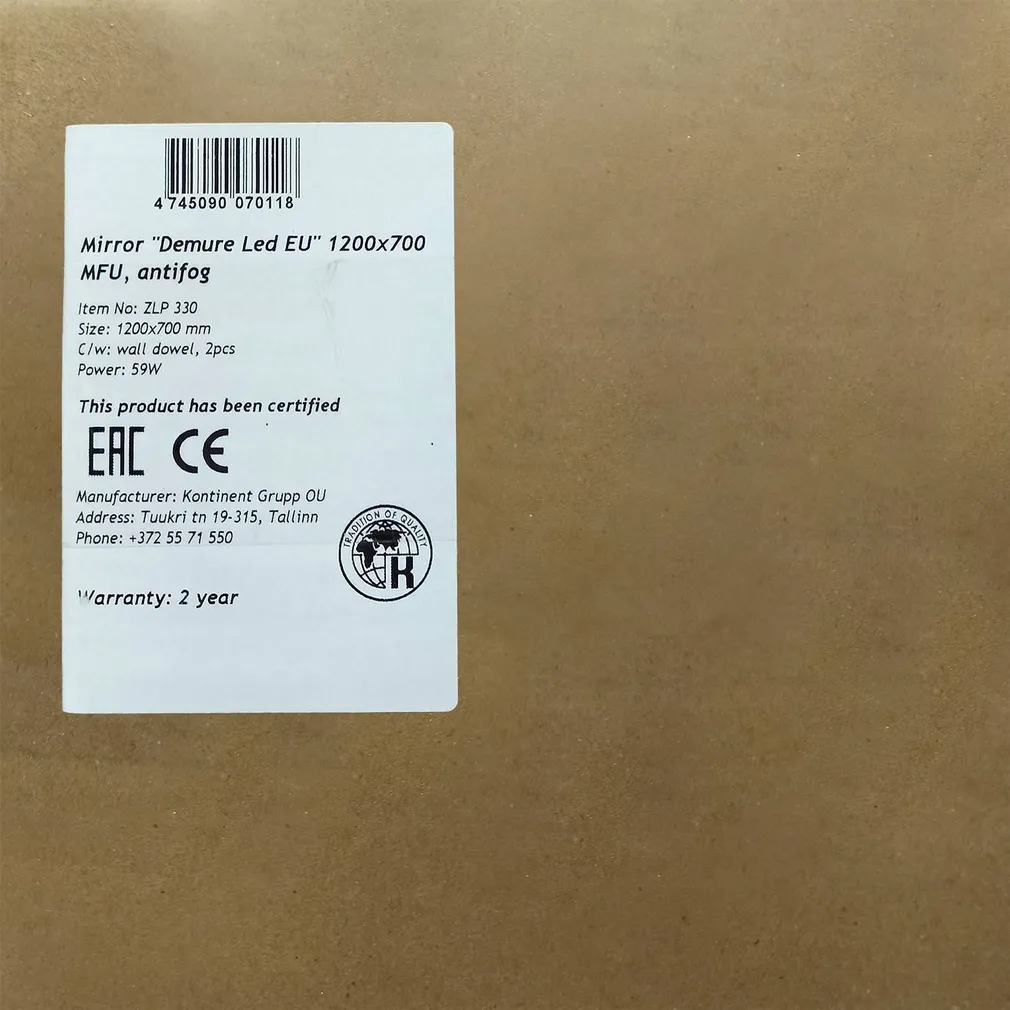 4 745090 070118
Mirror "Demure Led EU" 1200x700
MFU, antifog
Item No: ZLP 330
Size: 1200x700 mm
C/w: wall dowel, 2pcs
Power: 59W
This product has been certified
EAC CE
Manufacturer: Kontinent Grupp OU
Address: Tuukri tn 19-315, Tallinn
Phone: +372 55 71 550
TRADITION OF QUALITY
K
Warranty: 2 year